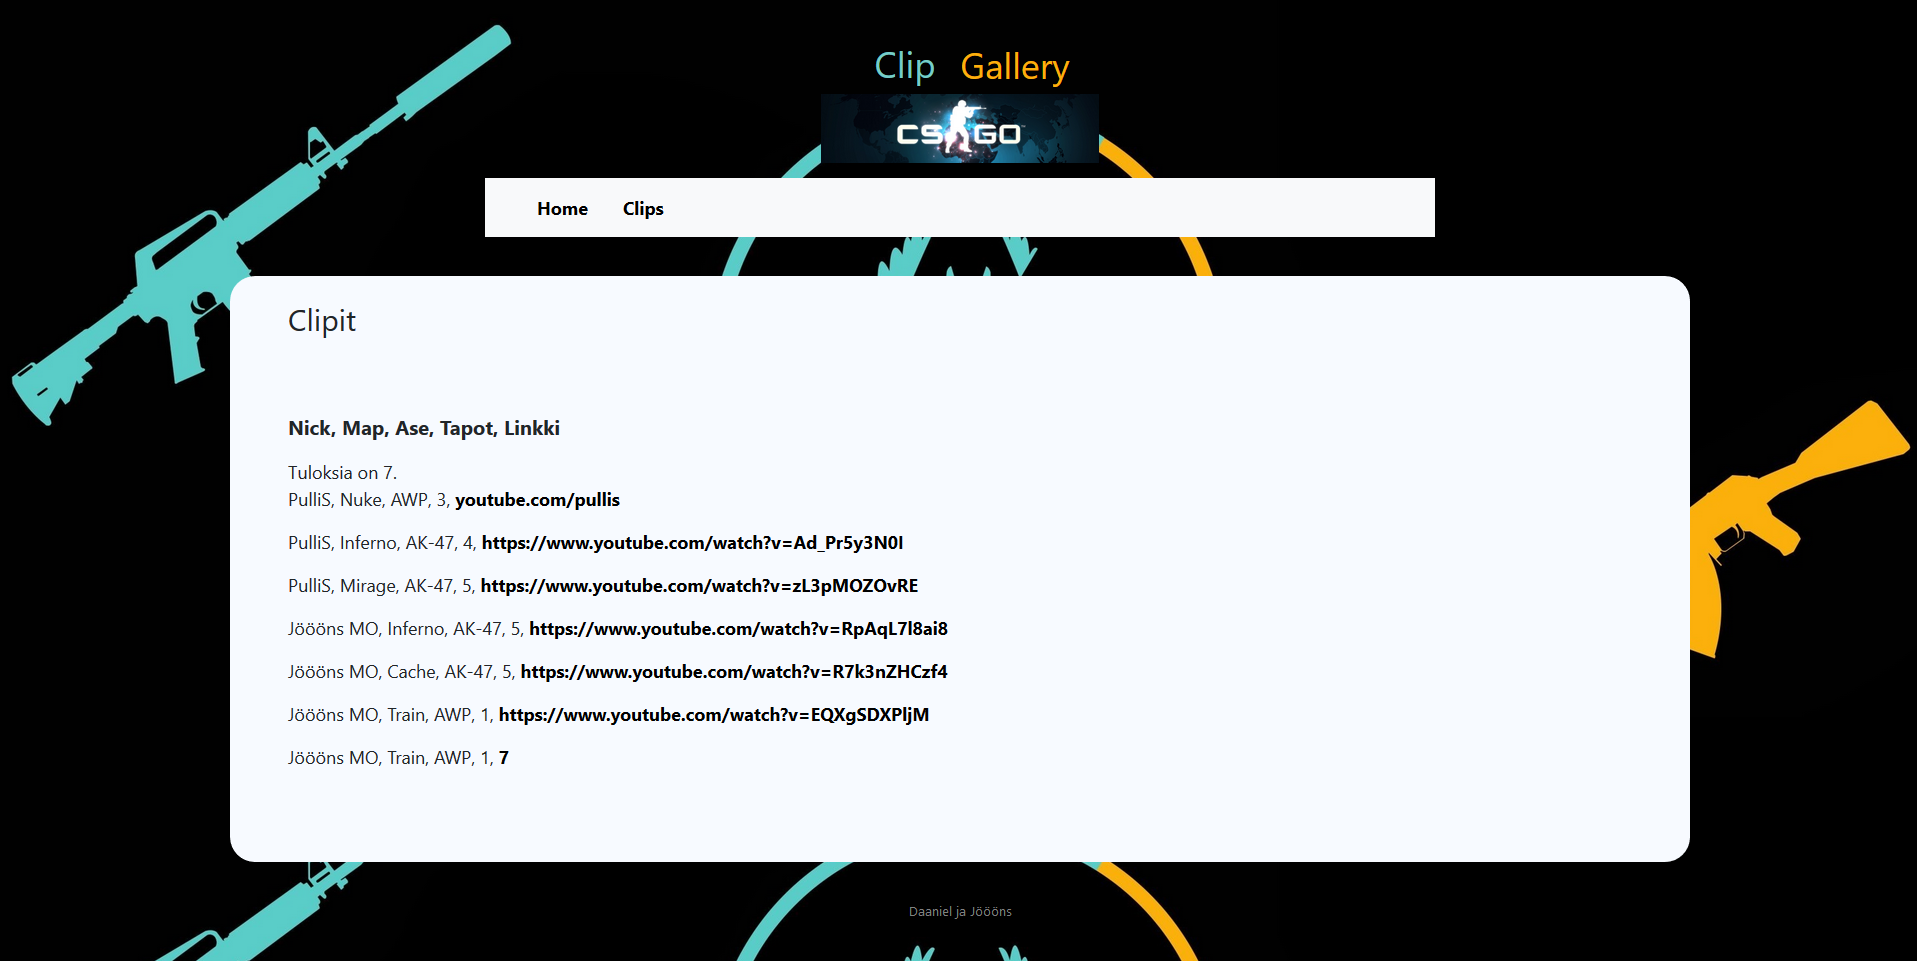 Clip Gallery
CS GO
Home Clips
Clipit
Nick, Map, Ase, Tapot, Linkki
Tuloksia on 7.
PulliS, Nuke, AWP, 3, youtube.com/pullis
PulliS, Inferno, AK-47, 4, https://www.youtube.com/watch?v=Ad_Pr5y3N0I
PulliS, Mirage, AK-47, 5, https://www.youtube.com/watch?v=zL3pMOZOvRE
Jöööns MO, Inferno, AK-47, 5, https://www.youtube.com/watch?v=RpAqL7l8ai8
Jöööns MO, Cache, AK-47, 5, https://www.youtube.com/watch?v=R7k3nZHCzf4
Jöööns MO, Train, AWP, 1, https://www.youtube.com/watch?v=EQXgSDXPljM
Jöööns MO, Train, AWP, 1, 7
Daaniel ja Jöööns